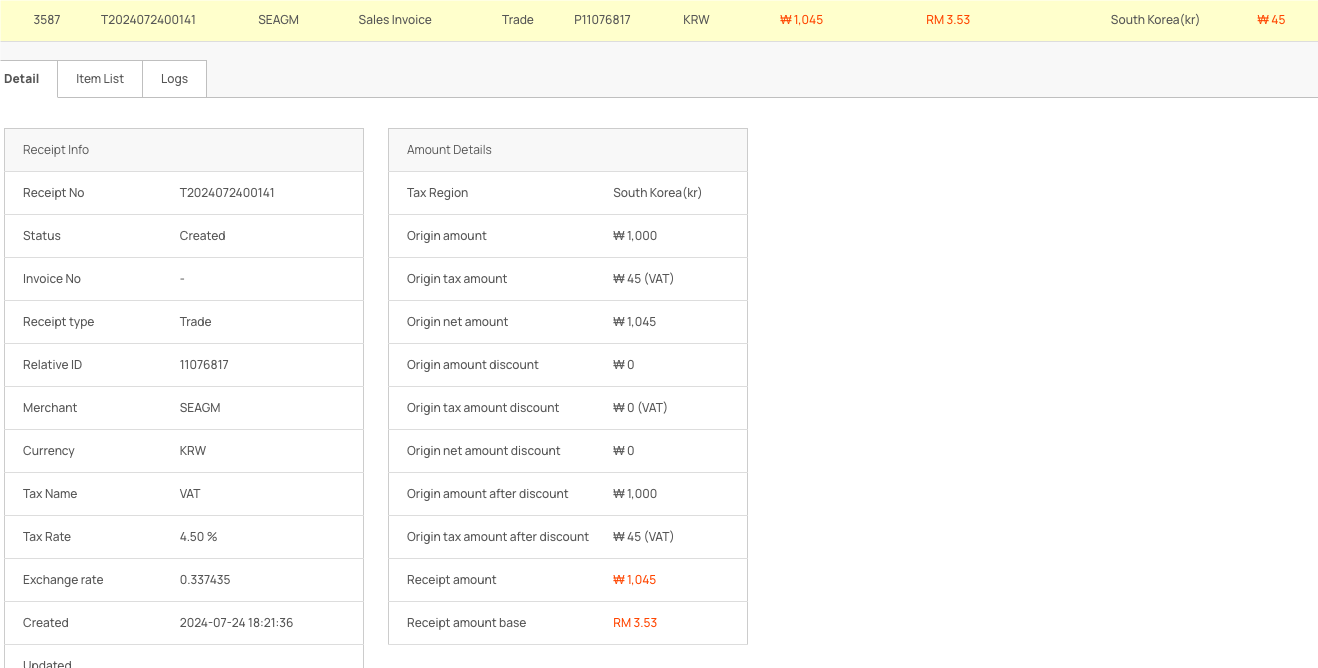 3587 T2024072400141 SEAGM Sales Invoice Trade P11076817 KRW ₩ 1,045 RM 3.53 South Korea(kr) ₩ 45
Detail Item List Logs
Receipt Info
Receipt No T2024072400141
Status Created
Invoice No -
Receipt type Trade
Relative ID 11076817
Merchant SEAGM
Currency KRW
Tax Name VAT
Tax Rate 4.50 %
Exchange rate 0.337435
Created 2024-07-24 18:21:36
Updated
Amount Details
Tax Region South Korea(kr)
Origin amount ₩ 1,000
Origin tax amount ₩ 45 (VAT)
Origin net amount ₩ 1,045
Origin amount discount ₩ 0
Origin tax amount discount ₩ 0 (VAT)
Origin net amount discount ₩ 0
Origin amount after discount ₩ 1,000
Origin tax amount after discount ₩ 45 (VAT)
Receipt amount ₩ 1,045
Receipt amount base RM 3.53